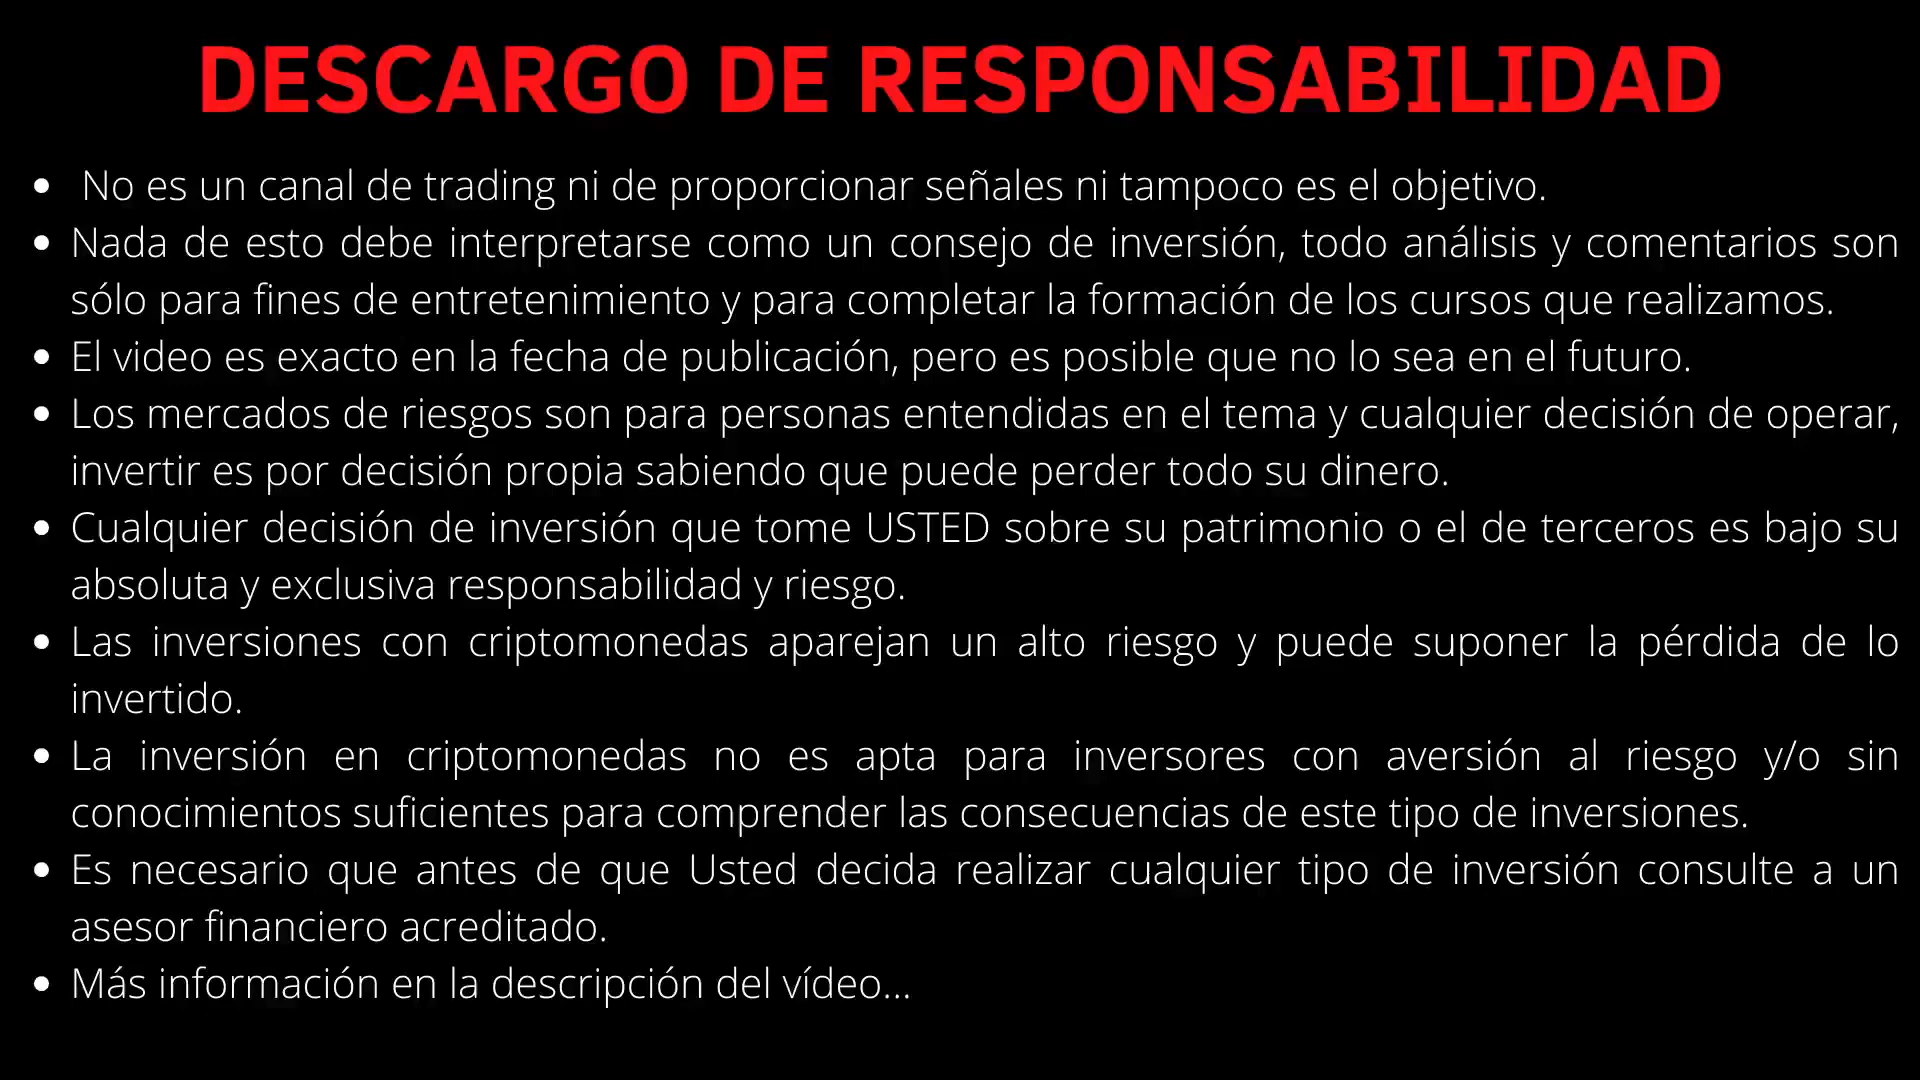 DESCARGO DE RESPONSABILIDAD
• No es un canal de trading ni de proporcionar señales ni tampoco es el objetivo.
• Nada de esto debe interpretarse como un consejo de inversión, todo análisis y comentarios son
sólo para fines de entretenimiento y para completar la formación de los cursos que realizamos.
• El video es exacto en la fecha de publicación, pero es posible que no lo sea en el futuro.
• Los mercados de riesgos son para personas entendidas en el tema y cualquier decisión de operar,
invertir es por decisión propia sabiendo que puede perder todo su dinero.
• Cualquier decisión de inversión que tome USTED sobre su patrimonio o el de terceros es bajo su
absoluta y exclusiva responsabilidad y riesgo.
• Las inversiones con criptomonedas aparejan un alto riesgo y puede suponer la pérdida de lo
invertido.
• La inversión en criptomonedas no es apta para inversores con aversión al riesgo y/o sin
conocimientos suficientes para comprender las consecuencias de este tipo de inversiones.
• Es necesario que antes de que Usted decida realizar cualquier tipo de inversión consulte a un
asesor financiero acreditado.
• Más información en la descripción del vídeo...